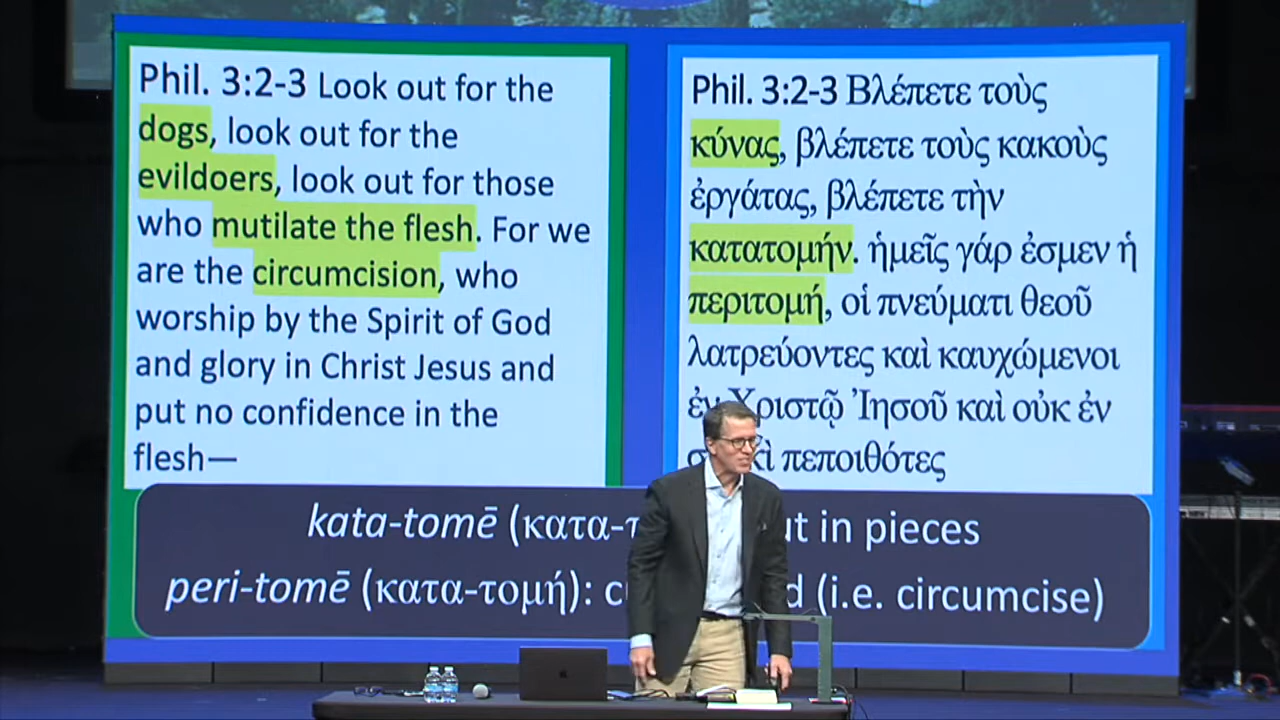 Phil. 3:2-3 Look out for the
dogs, look out for the
evildoers, look out for those
who mutilate the flesh. For we
are the circumcision, who
worship by the Spirit of God
and glory in Christ Jesus and
put no confidence in the
flesh—
Phil. 3:2-3 Βλέπετε τοὺς
κύνας, βλέπετε τοὺς κακοὺς
ἐργάτας, βλέπετε τὴν
κατατομήν. ἡμεῖς γάρ ἐσμεν ἡ
περιτομή, οἱ πνεύματι θεοῦ
λατρεύοντες καὶ καυχώμενοι
ἐν Χριστῷ Ἰησοῦ καὶ οὐκ ἐν
πεποιθότες
kata-tomē (κατα-τ ut in pieces
peri-tomē (κατα-τομή): c d (i.e. circumcise)